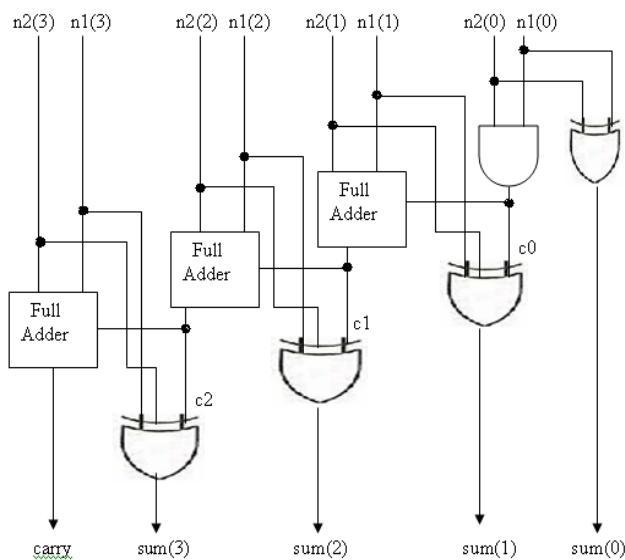 n2(3) n1(3) n2(2) n1(2) n2(1) n1(1) n2(0) n1(0)
Full
Adder
c0
Full
Adder
c1
Full
Adder
c2
carry sum(3) sum(2) sum(1) sum(0)